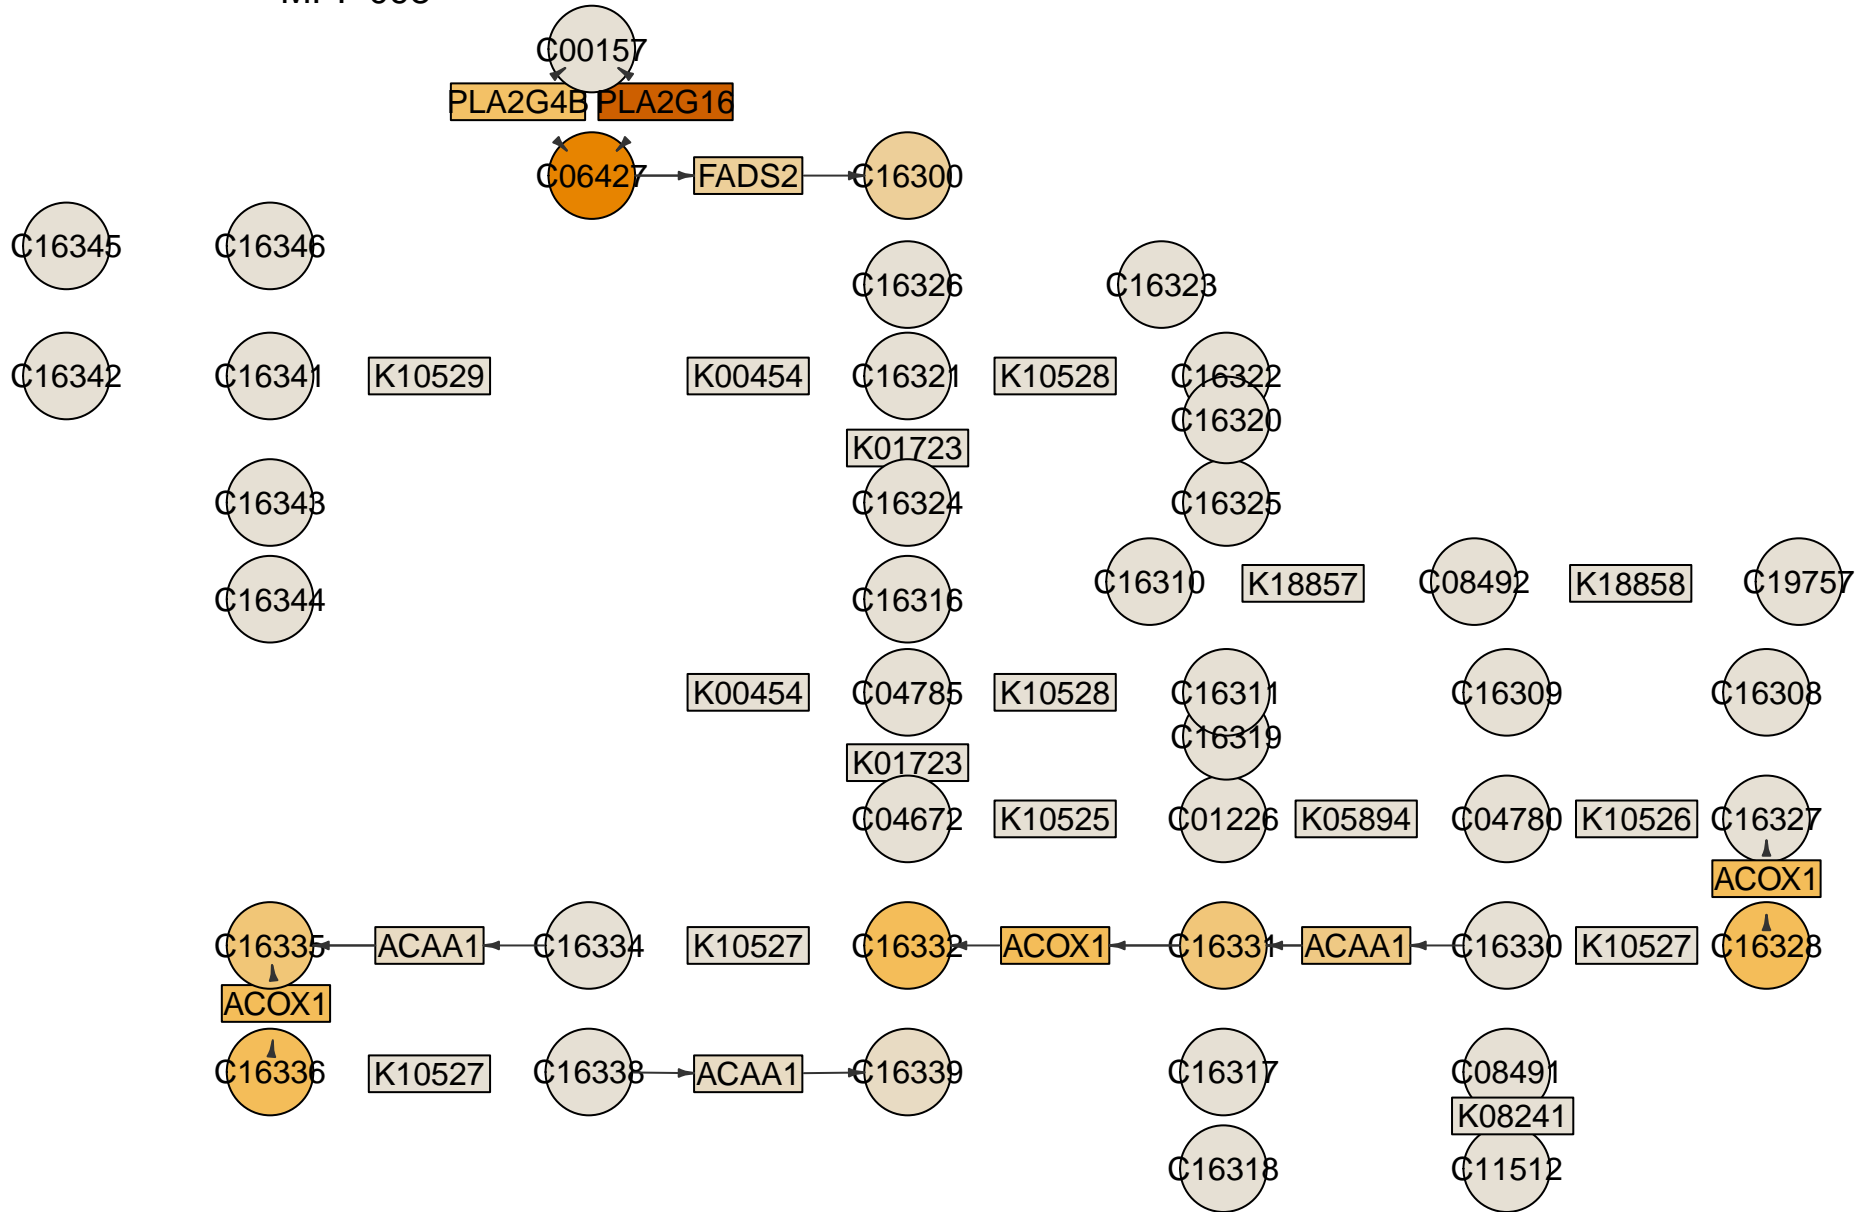 C00157
PLA2G4B PLA2G16
C06427 FADS2 C16300
C16345 C16346
C16326 C16323
C16342 C16341 K10529 K00454 C16321 K10528 C16322
C16320
K01723
C16343 C16324 C16325
C16310 K18857 C08492 K18858 C19757
C16344 C16316
K00454 C04785 K10528 C16311 C16309 C16308
C16319
K01723
C04672 K10525 C01226 K05894 C04780 K10526 C16327
ACOX1
C16335 ACAA1 C16334 K10527 C16332 ACOX1 C16331 ACAA1 C16330 K10527 C16328
ACOX1
C16336 K10527 C16338 ACAA1 C16339 C16317 C08491
K08241
C16318 C11512